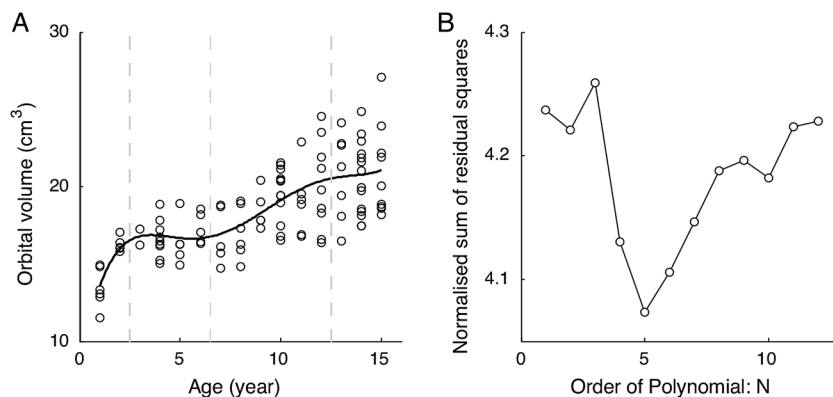 A
B
Orbital volume (cm³)
30
20
10
0
5
10
15
Age (year)
Normalised sum of residual squares
4.3
4.2
4.1
0
5
10
Order of Polynomial: N